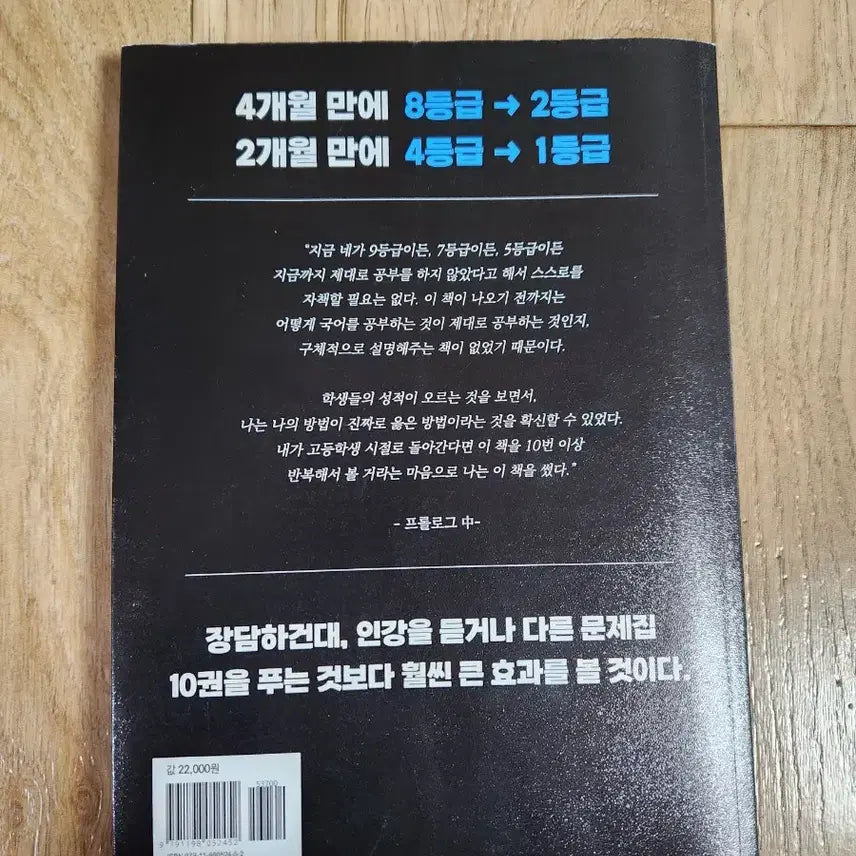 4개월 만에 8등급 → 2등급
2개월 만에 4등급 → 1등급
"지금 네가 9등급이든, 7등급이든, 5등급이든
지금까지 제대로 공부를 하지 않았다고 해서 스스로를
자책할 필요는 없다. 이 책이 나오기 전까지는
어떻게 국어를 공부하는 것이 제대로 공부하는 것인지,
구체적으로 설명해주는 책이 없었기 때문이다.
학생들의 성적이 오르는 것을 보면서,
나는 나의 방법이 진짜로 옳은 방법이라는 것을 확신할 수 있었다.
내가 고등학생 시절로 돌아간다면 이 책을 10번 이상
반복해서 볼 거라는 마음으로 나는 이 책을 썼다."
- 프롤로그 中-
장담하건대, 인강을 듣거나 다른 문제집
10권을 푸는 것보다 훨씬 큰 효과를 볼 것이다.
값 22,000원
53700
9 791198 052452